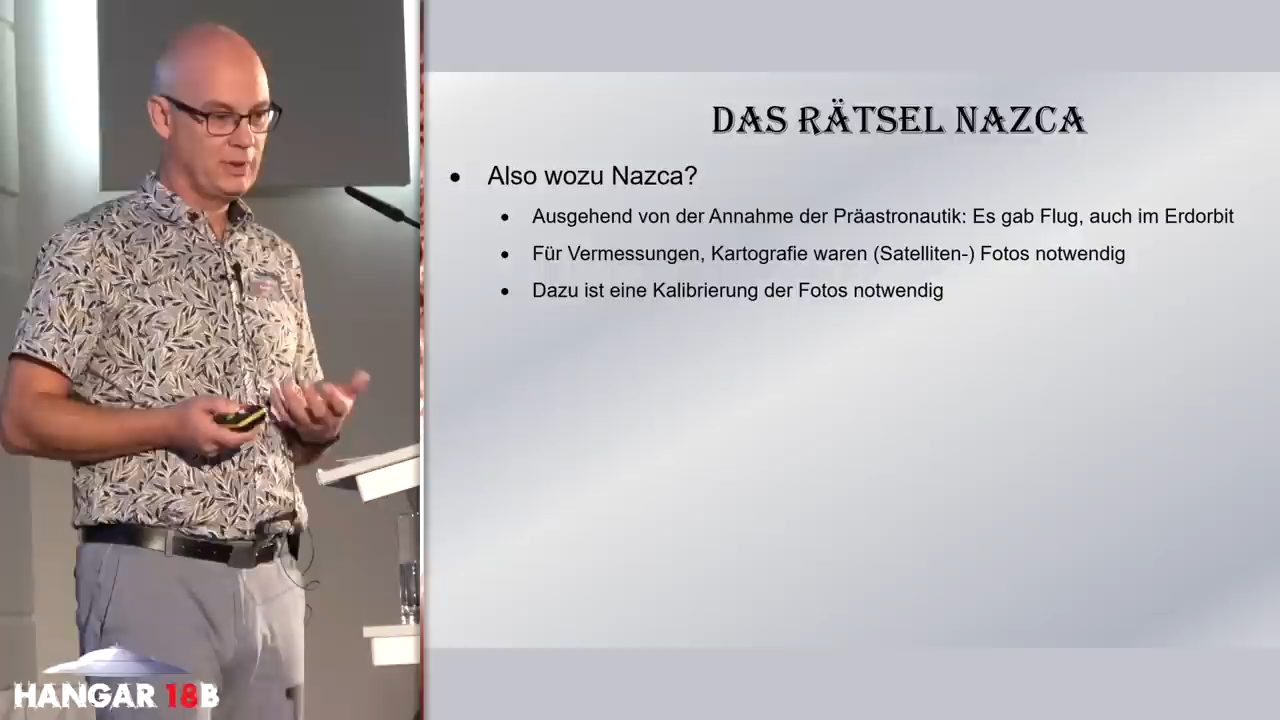 DAS RÄTSEL NAZCA
Also wozu Nazca?
Ausgehend von der Annahme der Präastronautik: Es gab Flug, auch im Erdorbit
Für Vermessungen, Kartografie waren (Satelliten-) Fotos notwendig
Dazu ist eine Kalibrierung der Fotos notwendig
HANGAR 18B